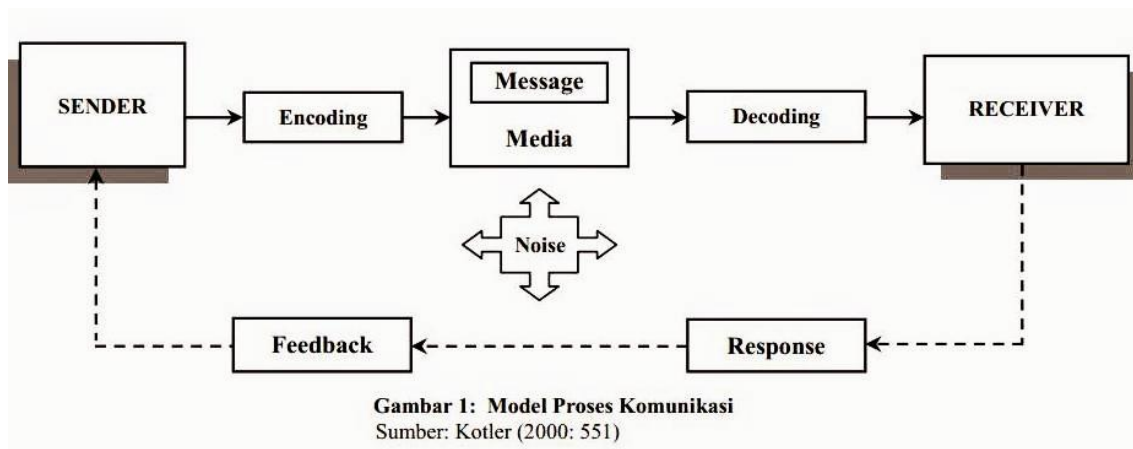 SENDER
Encoding
Message
Media
Decoding
RECEIVER
Noise
Feedback
Response
Gambar 1: Model Proses Komunikasi
Sumber: Kotler (2000: 551)